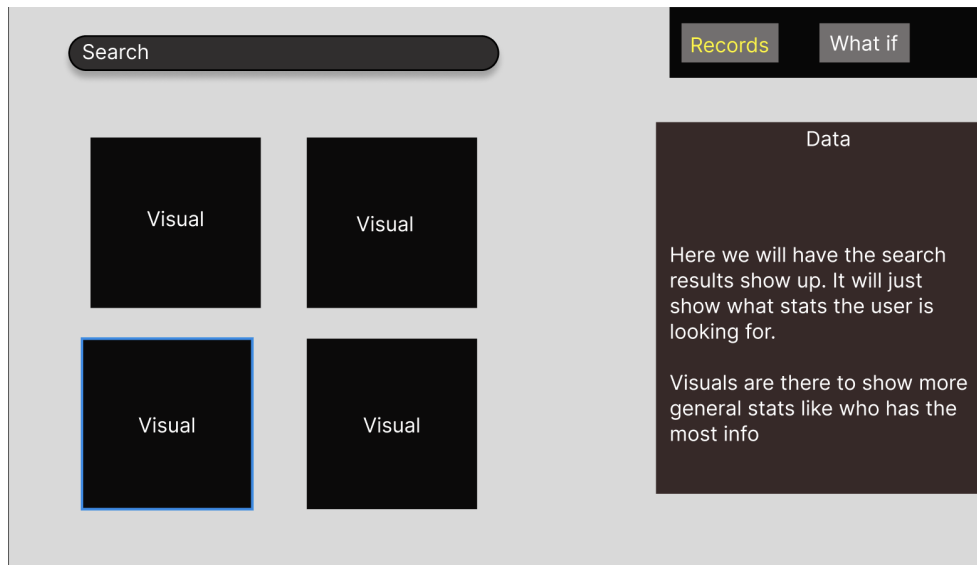 Search
Records
What if
Visual
Visual
Visual
Visual
Data
Here we will have the search
results show up. It will just
show what stats the user is
looking for.
Visuals are there to show more
general stats like who has the
most info